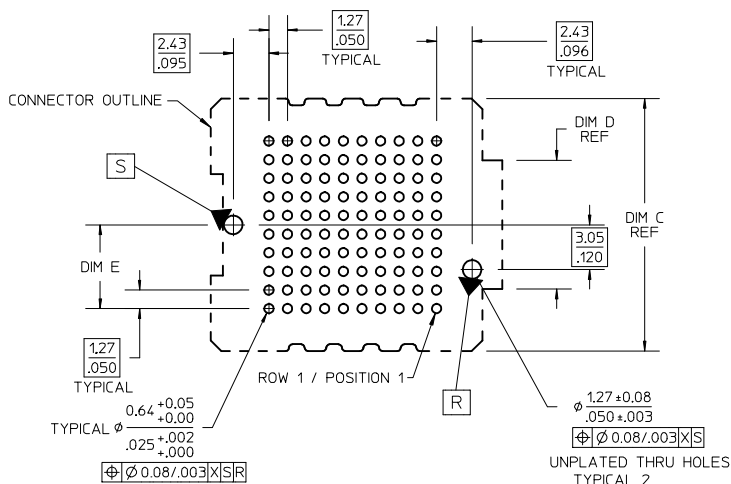 1.27
.050
TYPICAL
2.43
.095
2.43
.096
TYPICAL
CONNECTOR OUTLINE
DIM D
REF
S
DIM C
REF
DIM E
3.05
.120
1.27
.050
TYPICAL
ROW 1 / POSITION 1
R
TYPICAL ⌀ 0.64 +0.05 +0.00
.025 +.002 +.000
⌖ ⌀ 0.08/.003 X S R
⌀ 1.27 ±0.08
.050 ±.003
⌖ ⌀ 0.08/.003 X S
UNPLATED THRU HOLES
TYPICAL 2